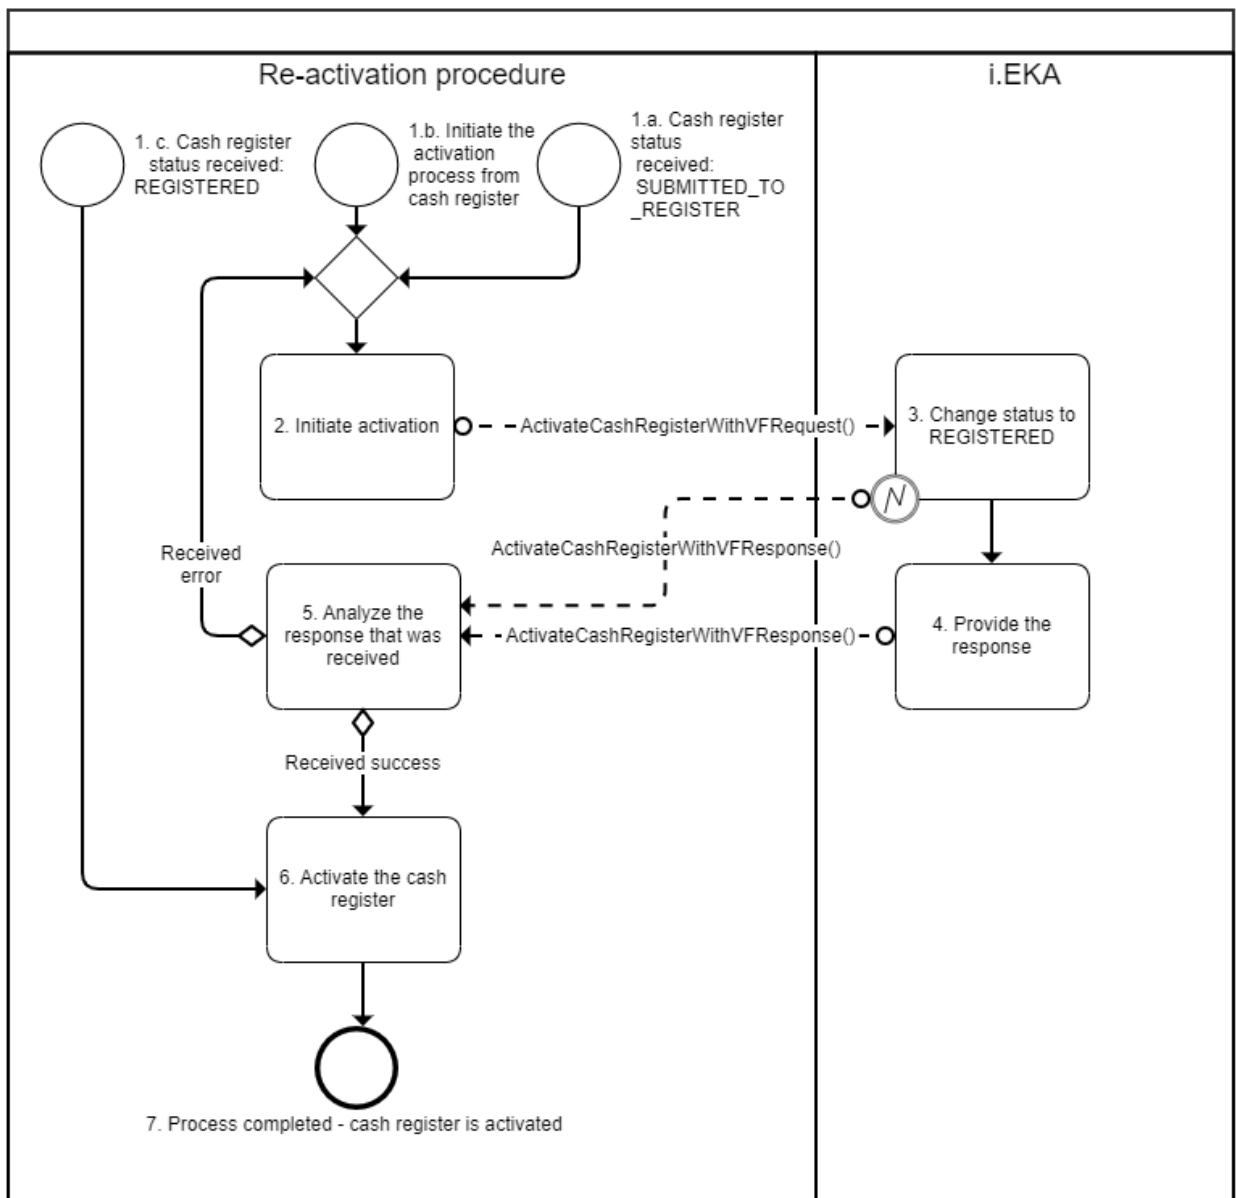 Re-activation procedure
i.EKA
1. c. Cash register
status received:
REGISTERED
1.b. Initiate the
activation
process from
cash register
1.a. Cash register
status
received:
SUBMITTED_TO
_REGISTER
2. Initiate activation
ActivateCashRegisterWithVFRequest()
3. Change status to
REGISTERED
ActivateCashRegisterWithVFResponse()
Received
error
5. Analyze the
response that was
received
ActivateCashRegisterWithVFResponse()
4. Provide the
response
Received success
6. Activate the cash
register
7. Process completed - cash register is activated